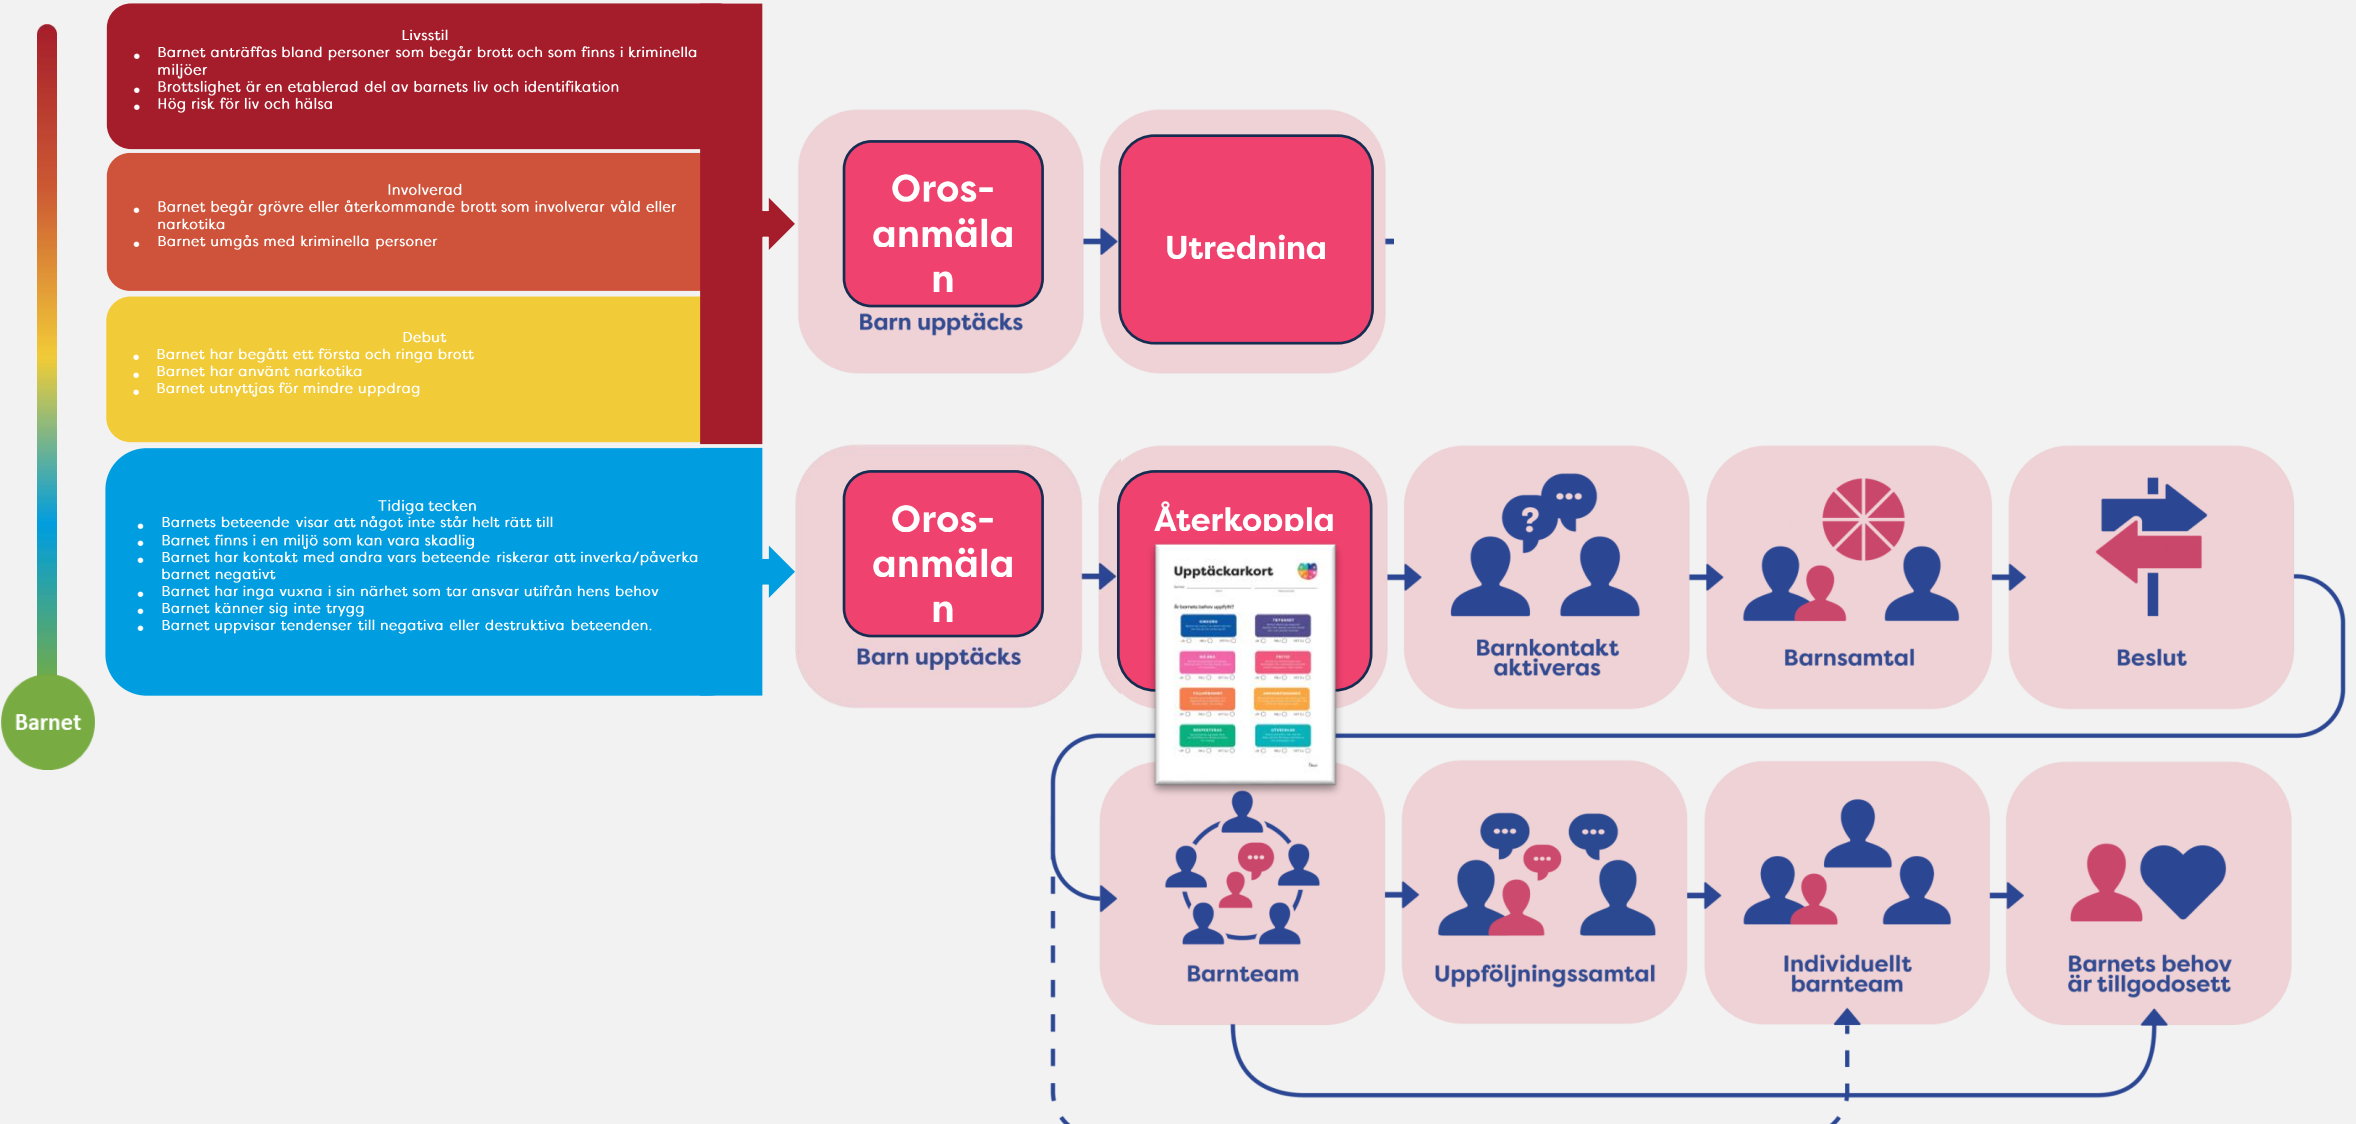 Livsstil
Barnet anträffas bland personer som begår brott och som finns i kriminella
miljöer
Brottslighet är en etablerad del av barnets liv och identifikation
Hög risk för liv och hälsa
Involverad
Barnet begår grövre eller återkommande brott som involverar våld eller
narkotika
Barnet umgås med kriminella personer
Debut
Barnet har begått ett första och ringa brott
Barnet har använt narkotika
Barnet utnyttjas för mindre uppdrag
Tidiga tecken
Barnets beteende visar att något inte står helt rätt till
Barnet finns i en miljö som kan vara skadlig
Barnet har kontakt med andra vars beteende riskerar att inverka/påverka
barnet negativt
Barnet har inga vuxna i sin närhet som tar ansvar utifrån hens behov
Barnet känner sig inte trygg
Barnet uppvisar tendenser till negativa eller destruktiva beteenden.
Barnet
Oros-
anmäla
n
Barn upptäcks
Utrednina
Oros-
anmäla
n
Barn upptäcks
Återkoppla
Upptäckarkort
Är barnets behov uppfyllt?
?
Barnkontakt
aktiveras
Barnsamtal
Beslut
Barnteam
Uppföljningssamtal
Individuellt
barnteam
Barnets behov
är tillgodosett